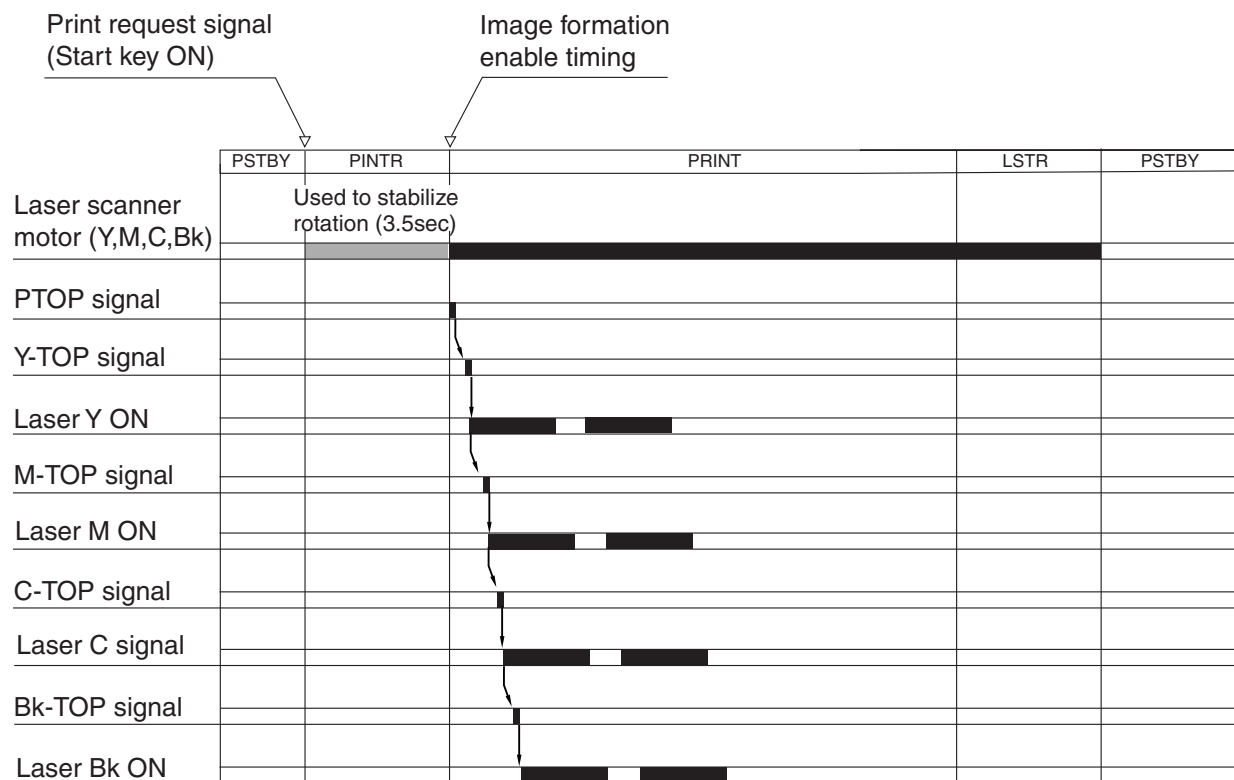 Print request signal
(Start key ON)
Image formation
enable timing
PSTBY PINTR PRINT LSTR PSTBY
Used to stabilize
rotation (3.5sec)
Laser scanner
motor (Y,M,C,Bk)
PTOP signal
Y-TOP signal
Laser Y ON
M-TOP signal
Laser M ON
C-TOP signal
Laser C signal
Bk-TOP signal
Laser Bk ON